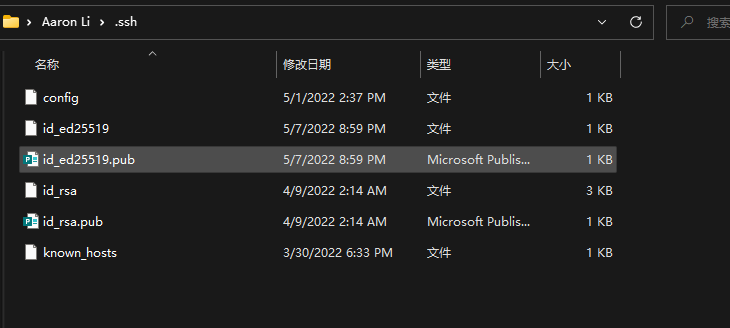 Aaron Li > .ssh
搜索
名称 修改日期 类型 大小
config 5/1/2022 2:37 PM 文件 1 KB
id_ed25519 5/7/2022 8:59 PM 文件 1 KB
id_ed25519.pub 5/7/2022 8:59 PM Microsoft Publis... 1 KB
id_rsa 4/9/2022 2:14 AM 文件 3 KB
id_rsa.pub 4/9/2022 2:14 AM Microsoft Publis... 1 KB
known_hosts 3/30/2022 6:33 PM 文件 1 KB